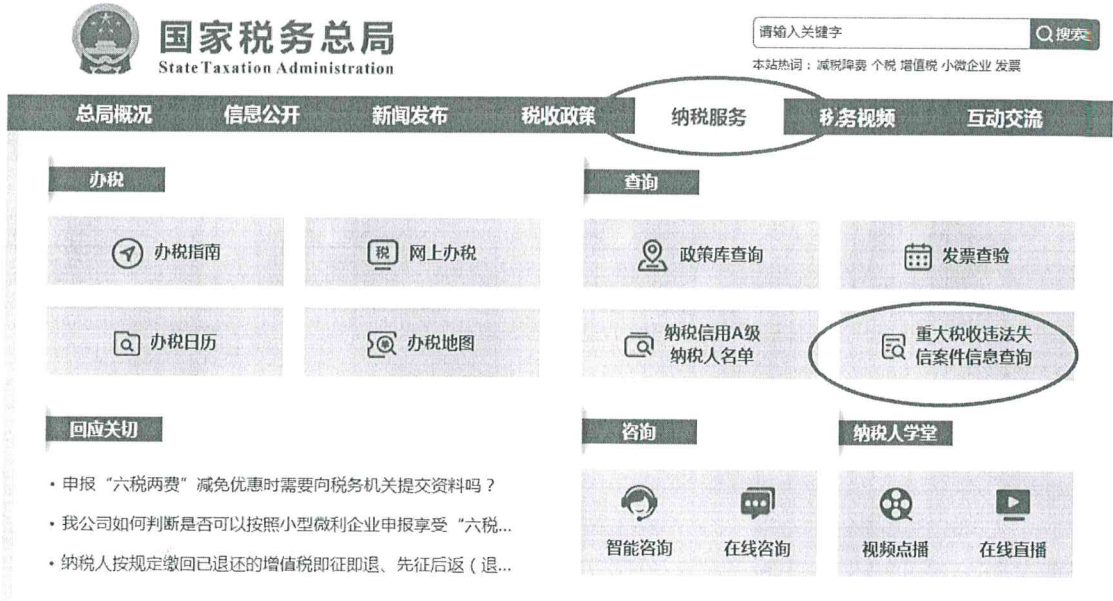 国家税务总局
State Taxation Administration
请输入关键字
搜索
本站热词：减税降费 个税 增值税 小微企业 发票
总局概况 信息公开 新闻发布 税收政策 纳税服务 税务视频 互动交流
办税
办税指南
税 网上办税
办税日历
办税地图
查询
政策库查询
发票查验
纳税信用A级
纳税人名单
重大税收违法失
信案件信息查询
回应关切
· 申报“六税两费”减免优惠时需要向税务机关提交资料吗？
· 我公司如何判断是否可以按照小型微利企业申报享受“六税...
· 纳税人按规定缴回已退还的增值税即征即退、先征后返（退...
咨询
智能咨询
在线咨询
纳税人学堂
视频点播
在线直播